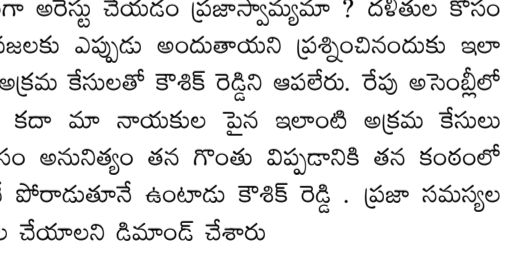 గా అరెస్టు చేయడం ప్రజాస్వామ్యమా ? దళితుల కోసం
ఎప్పుడు అందుతాయని ప్రశ్నించినందుకు ఇలా
అక్రమ కేసులతో కౌశిక్ రెడ్డిని ఆపలేరు. రేపు అసెంబ్లీలో
కదా మా నాయకుల పైన ఇలాంటి అక్రమ కేసులు
అనునిత్యం తన గొంతు విప్పడానికి తన కంఠంలో
పోరాడుతూనే ఉంటాడు కౌశిక్ రెడ్డి . ప్రజా సమస్యల
చేయాలని డిమాండ్ చేశారు